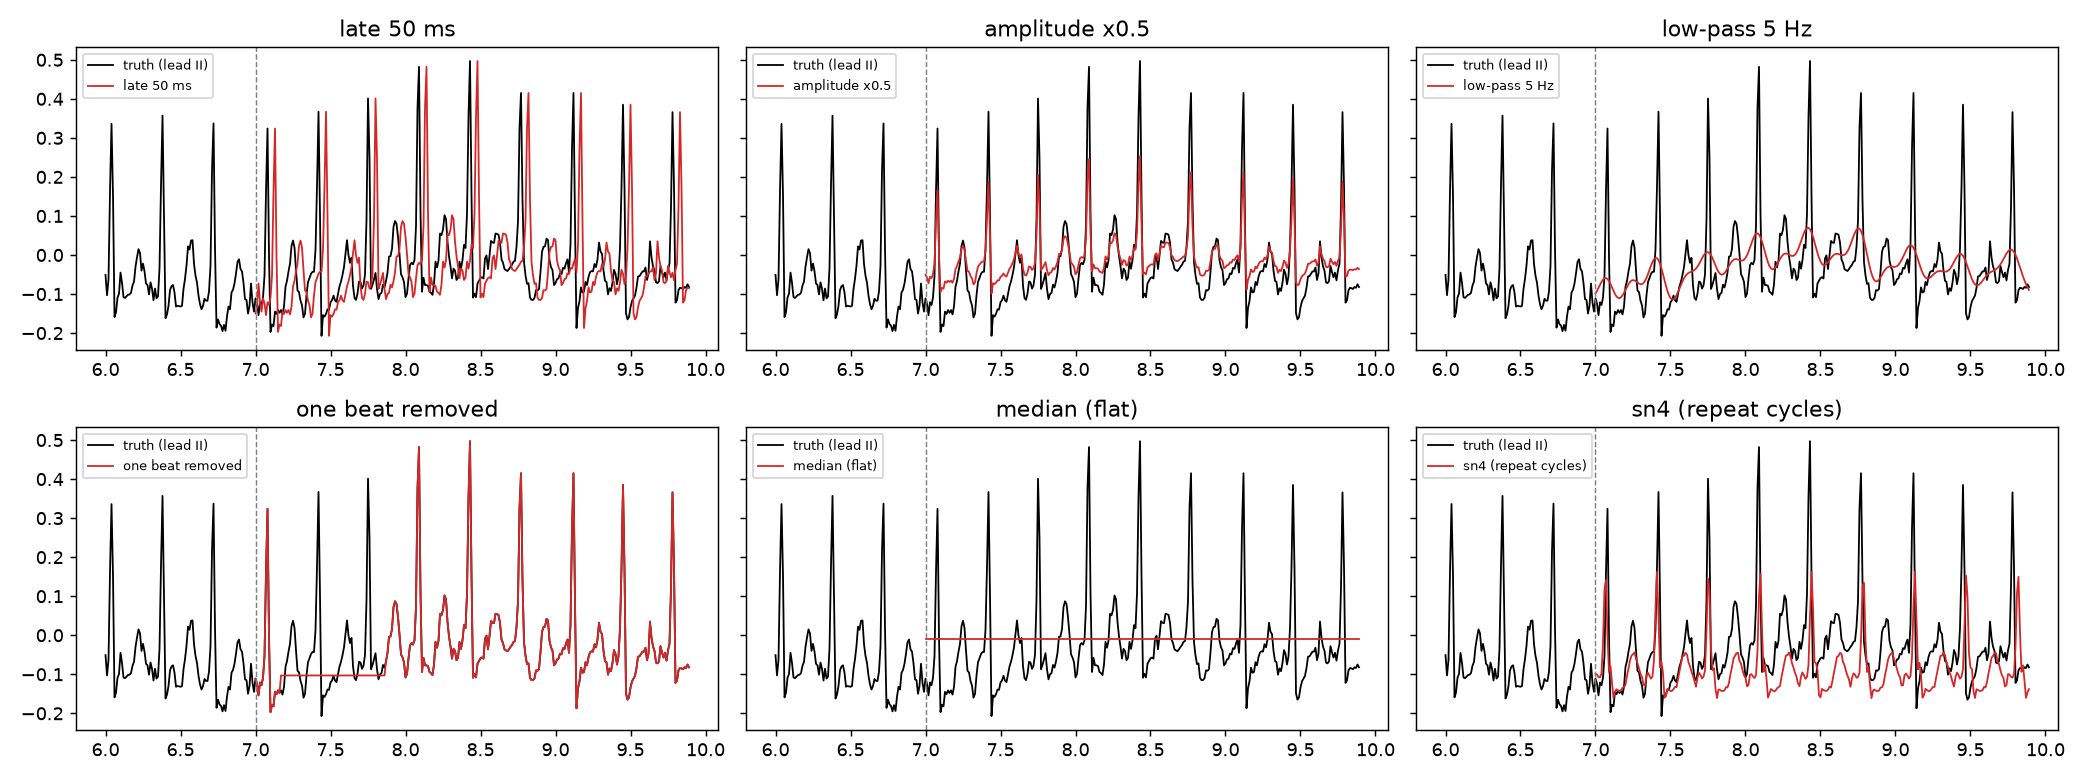 late 50 ms
amplitude x0.5
low-pass 5 Hz
truth (lead II)
late 50 ms
truth (lead II)
amplitude x0.5
truth (lead II)
low-pass 5 Hz
0.5
0.4
0.3
0.2
0.1
0.0
−0.1
−0.2
6.0 6.5 7.0 7.5 8.0 8.5 9.0 9.5 10.0
6.0 6.5 7.0 7.5 8.0 8.5 9.0 9.5 10.0
6.0 6.5 7.0 7.5 8.0 8.5 9.0 9.5 10.0
one beat removed
median (flat)
sn4 (repeat cycles)
truth (lead II)
one beat removed
truth (lead II)
median (flat)
truth (lead II)
sn4 (repeat cycles)
0.5
0.4
0.3
0.2
0.1
0.0
−0.1
−0.2
6.0 6.5 7.0 7.5 8.0 8.5 9.0 9.5 10.0
6.0 6.5 7.0 7.5 8.0 8.5 9.0 9.5 10.0
6.0 6.5 7.0 7.5 8.0 8.5 9.0 9.5 10.0